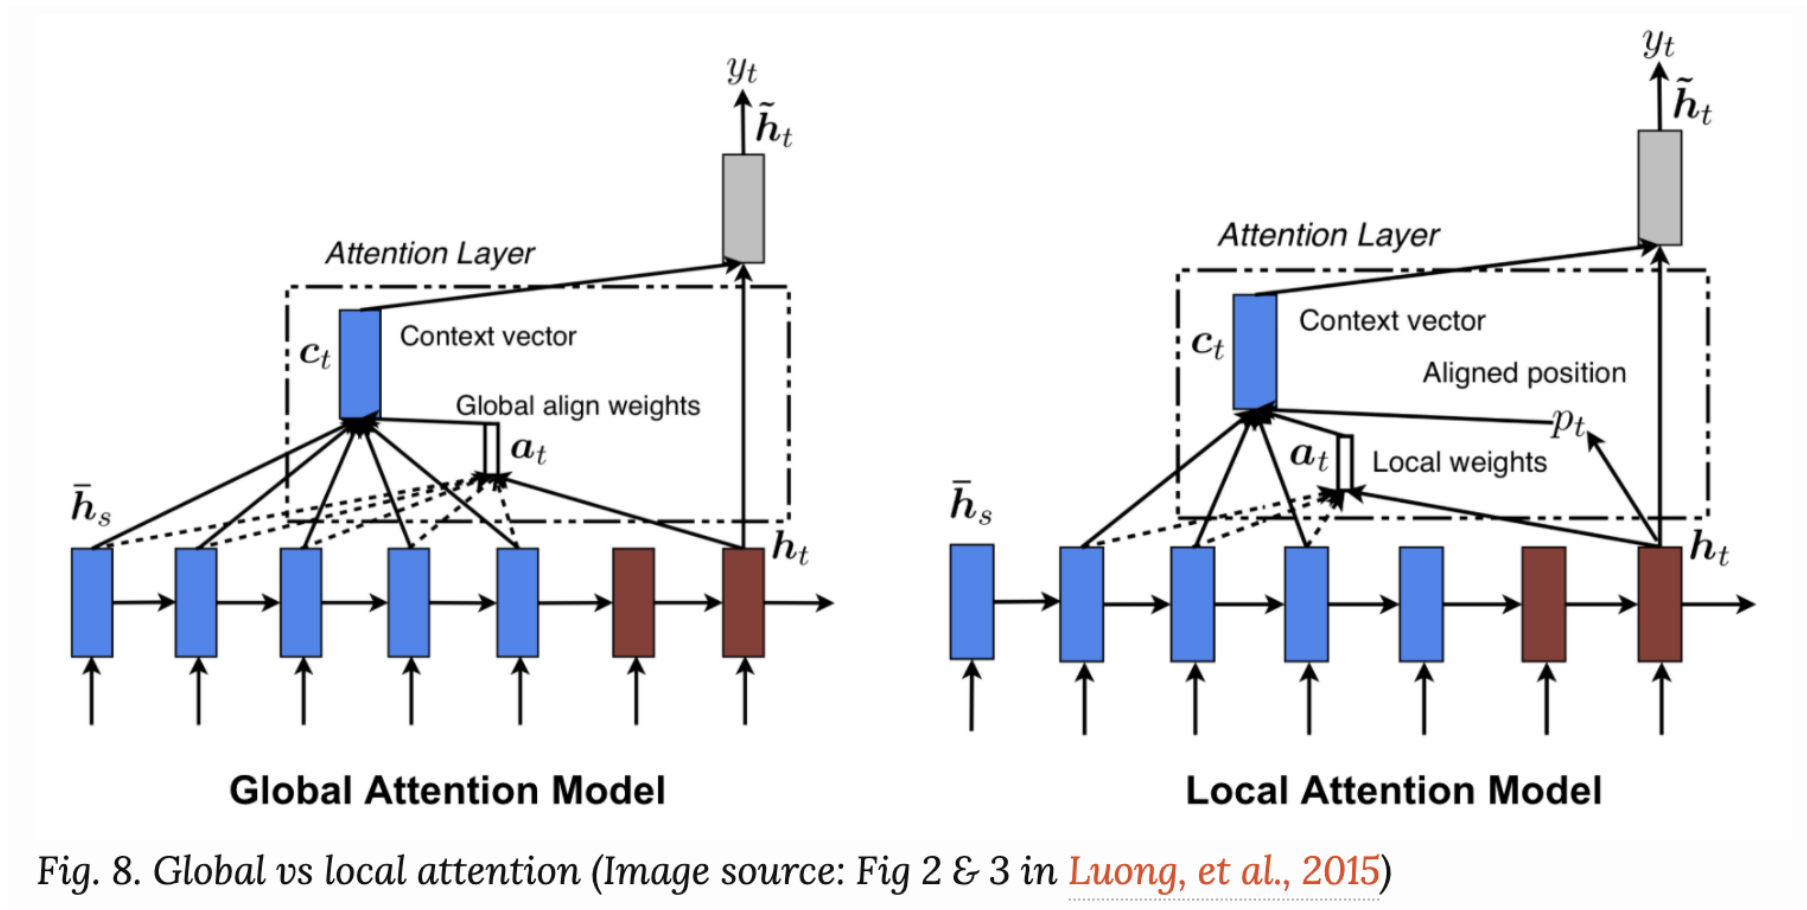 yₜ
h̃ₜ
Attention Layer
cₜ
Context vector
Global align weights
aₜ
h̄ₛ
hₜ
Global Attention Model
yₜ
h̃ₜ
Attention Layer
cₜ
Context vector
Aligned position
pₜ
aₜ
Local weights
h̄ₛ
hₜ
Local Attention Model
Fig. 8. Global vs local attention (Image source: Fig 2 & 3 in Luong, et al., 2015)